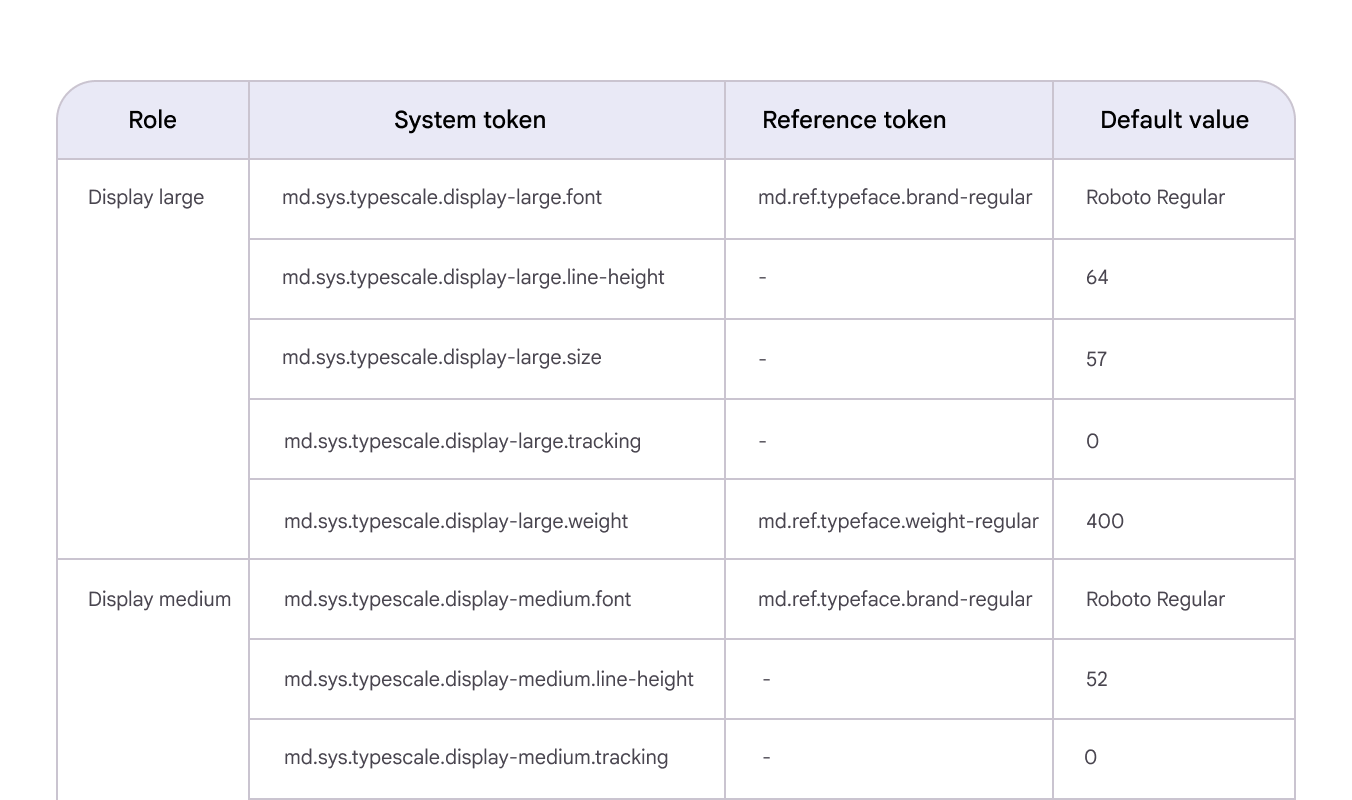 Role System token Reference token Default value
Display large md.sys.typescale.display-large.font md.ref.typeface.brand-regular Roboto Regular
md.sys.typescale.display-large.line-height - 64
md.sys.typescale.display-large.size - 57
md.sys.typescale.display-large.tracking - 0
md.sys.typescale.display-large.weight md.ref.typeface.weight-regular 400
Display medium md.sys.typescale.display-medium.font md.ref.typeface.brand-regular Roboto Regular
md.sys.typescale.display-medium.line-height - 52
md.sys.typescale.display-medium.tracking - 0